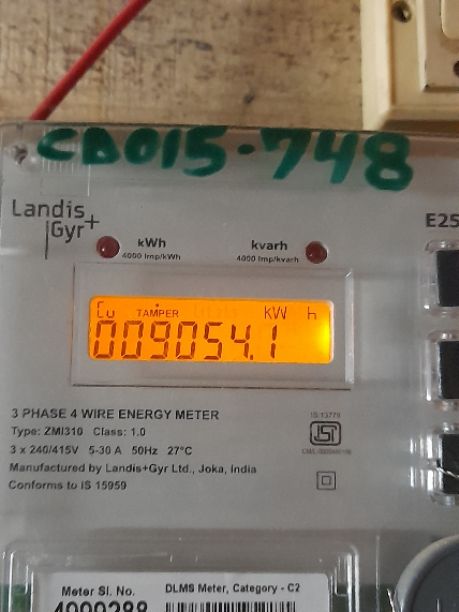 CD015-748
Landis+
Gyr
E25
kWh
4000 Imp/kWh
kvarh
4000 Imp/kvarh
Cu TAMPER KW h
009054.1
3 PHASE 4 WIRE ENERGY METER
Type: ZMI310 Class: 1.0
3 x 240/415V 5-30 A 50Hz 27°C
Manufactured by Landis+Gyr Ltd., Joka, India
Conforms to IS 15959
IS:13779
ISI
Meter Sl. No.
DLMS Meter, Category - C2